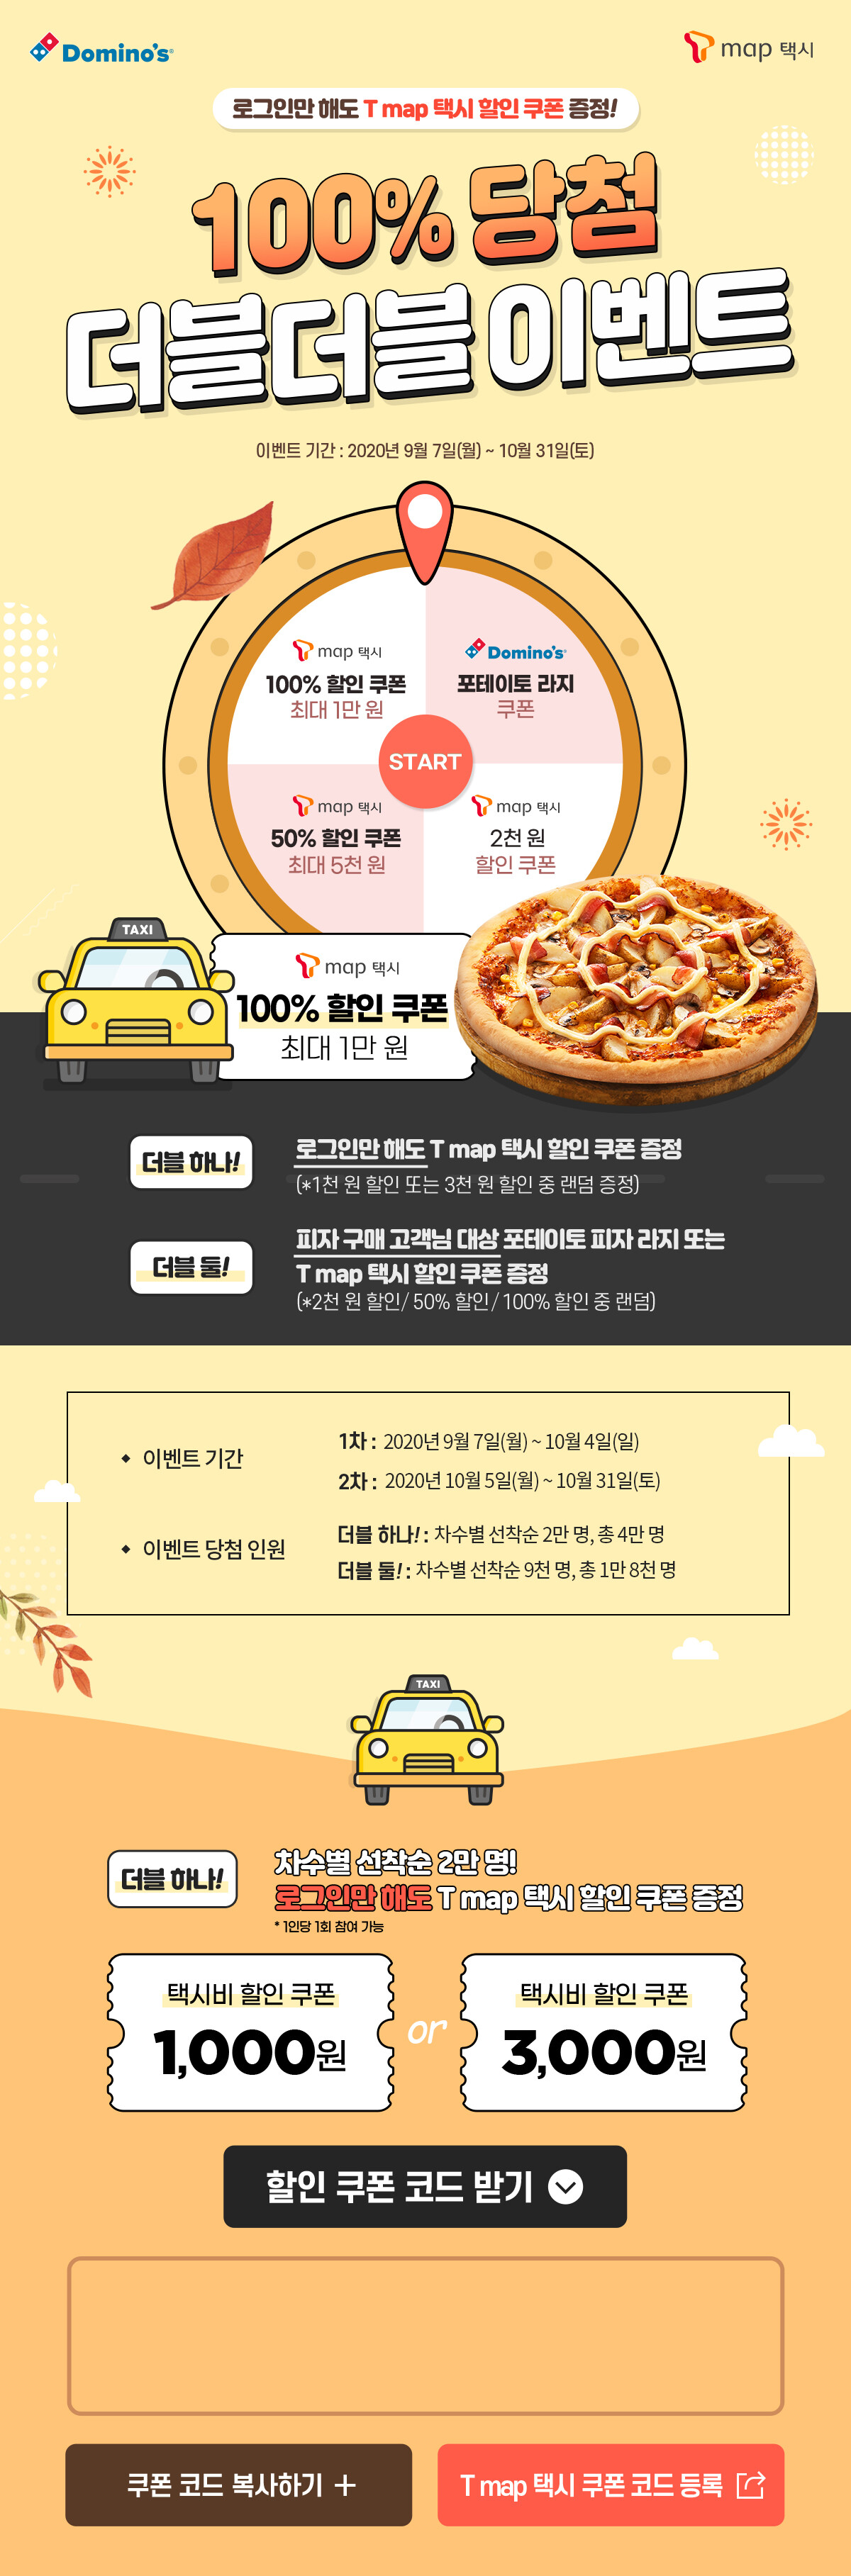 Domino's
T map 택시
로그인만 해도 T map 택시 할인 쿠폰 증정!
100% 당첨
더블더블 이벤트
이벤트 기간 : 2020년 9월 7일(월) ~ 10월 31일(토)
T map 택시
100% 할인 쿠폰
최대 1만 원
Domino's
포테이토 라지
쿠폰
START
T map 택시
50% 할인 쿠폰
최대 5천 원
T map 택시
2천 원
할인 쿠폰
TAXI
T map 택시
100% 할인 쿠폰
최대 1만 원
더블 하나!
로그인만 해도 T map 택시 할인 쿠폰 증정
(*1천 원 할인 또는 3천 원 할인 중 랜덤 증정)
더블 둘!
피자 구매 고객님 대상 포테이토 피자 라지 또는
T map 택시 할인 쿠폰 증정
(*2천 원 할인/ 50% 할인/ 100% 할인 중 랜덤)
◆ 이벤트 기간
1차 : 2020년 9월 7일(월) ~ 10월 4일(일)
2차 : 2020년 10월 5일(월) ~ 10월 31일(토)
◆ 이벤트 당첨 인원
더블 하나! : 차수별 선착순 2만 명, 총 4만 명
더블 둘! : 차수별 선착순 9천 명, 총 1만 8천 명
TAXI
더블 하나!
차수별 선착순 2만 명!
로그인만 해도 T map 택시 할인 쿠폰 증정
* 1인당 1회 참여 가능
택시비 할인 쿠폰
1,000원
or
택시비 할인 쿠폰
3,000원
할인 쿠폰 코드 받기
쿠폰 코드 복사하기 +
T map 택시 쿠폰 코드 등록